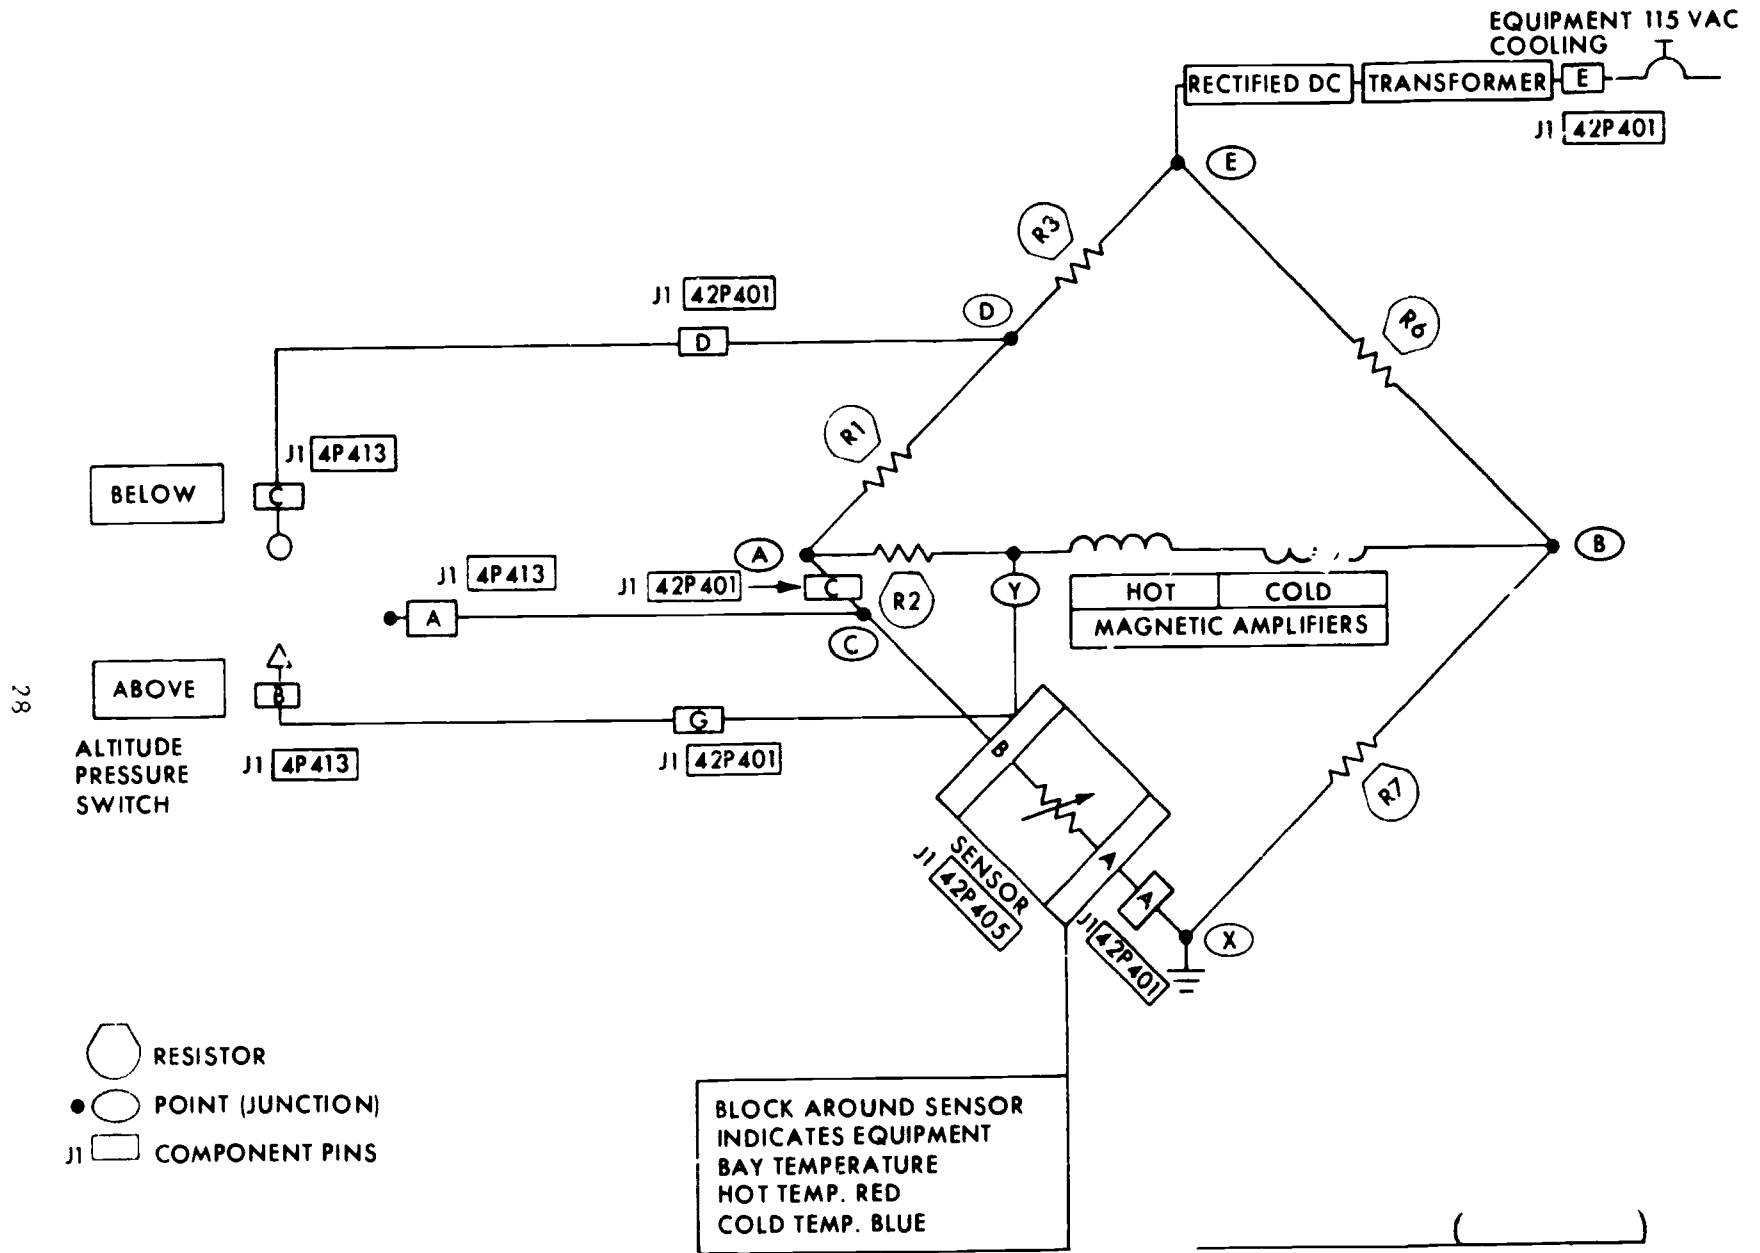 EQUIPMENT 115 VAC
COOLING
RECTIFIED DC
TRANSFORMER
E
J1 42P401
E
R3
J1 42P401
D
D
R6
R1
J1 4P413
BELOW
C
A
B
J1 4P413
J1 42P401
C
R2
Y
HOT
COLD
MAGNETIC AMPLIFIERS
A
C
ABOVE
B
G
28
ALTITUDE
PRESSURE
SWITCH
J1 4P413
J1 42P401
B
R7
A
SENSOR
J1 42P405
A
J1 42P401
X
RESISTOR
POINT (JUNCTION)
J1 COMPONENT PINS
BLOCK AROUND SENSOR
INDICATES EQUIPMENT
BAY TEMPERATURE
HOT TEMP. RED
COLD TEMP. BLUE